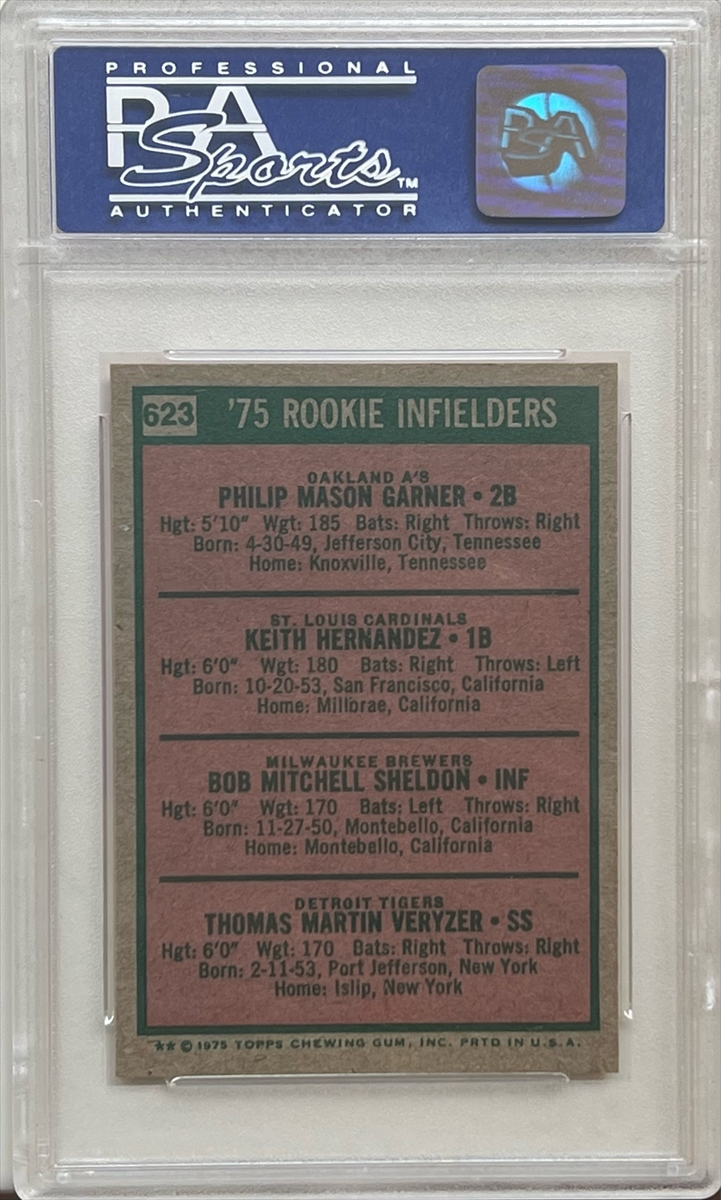 PROFESSIONAL
PSA
Sports™
AUTHENTICATOR
PSA
623 '75 ROOKIE INFIELDERS
OAKLAND A'S
PHILIP MASON GARNER • 2B
Hgt: 5'10" Wgt: 185 Bats: Right Throws: Right
Born: 4-30-49, Jefferson City, Tennessee
Home: Knoxville, Tennessee
ST. LOUIS CARDINALS
KEITH HERNANDEZ • 1B
Hgt: 6'0" Wgt: 180 Bats: Right Throws: Left
Born: 10-20-53, San Francisco, California
Home: Millbrae, California
MILWAUKEE BREWERS
BOB MITCHELL SHELDON • INF
Hgt: 6'0" Wgt: 170 Bats: Left Throws: Right
Born: 11-27-50, Montebello, California
Home: Montebello, California
DETROIT TIGERS
THOMAS MARTIN VERYZER • SS
Hgt: 6'0" Wgt: 170 Bats: Right Throws: Right
Born: 2-11-53, Port Jefferson, New York
Home: Islip, New York
★★ © 1975 TOPPS CHEWING GUM, INC. PRTD IN U.S.A.